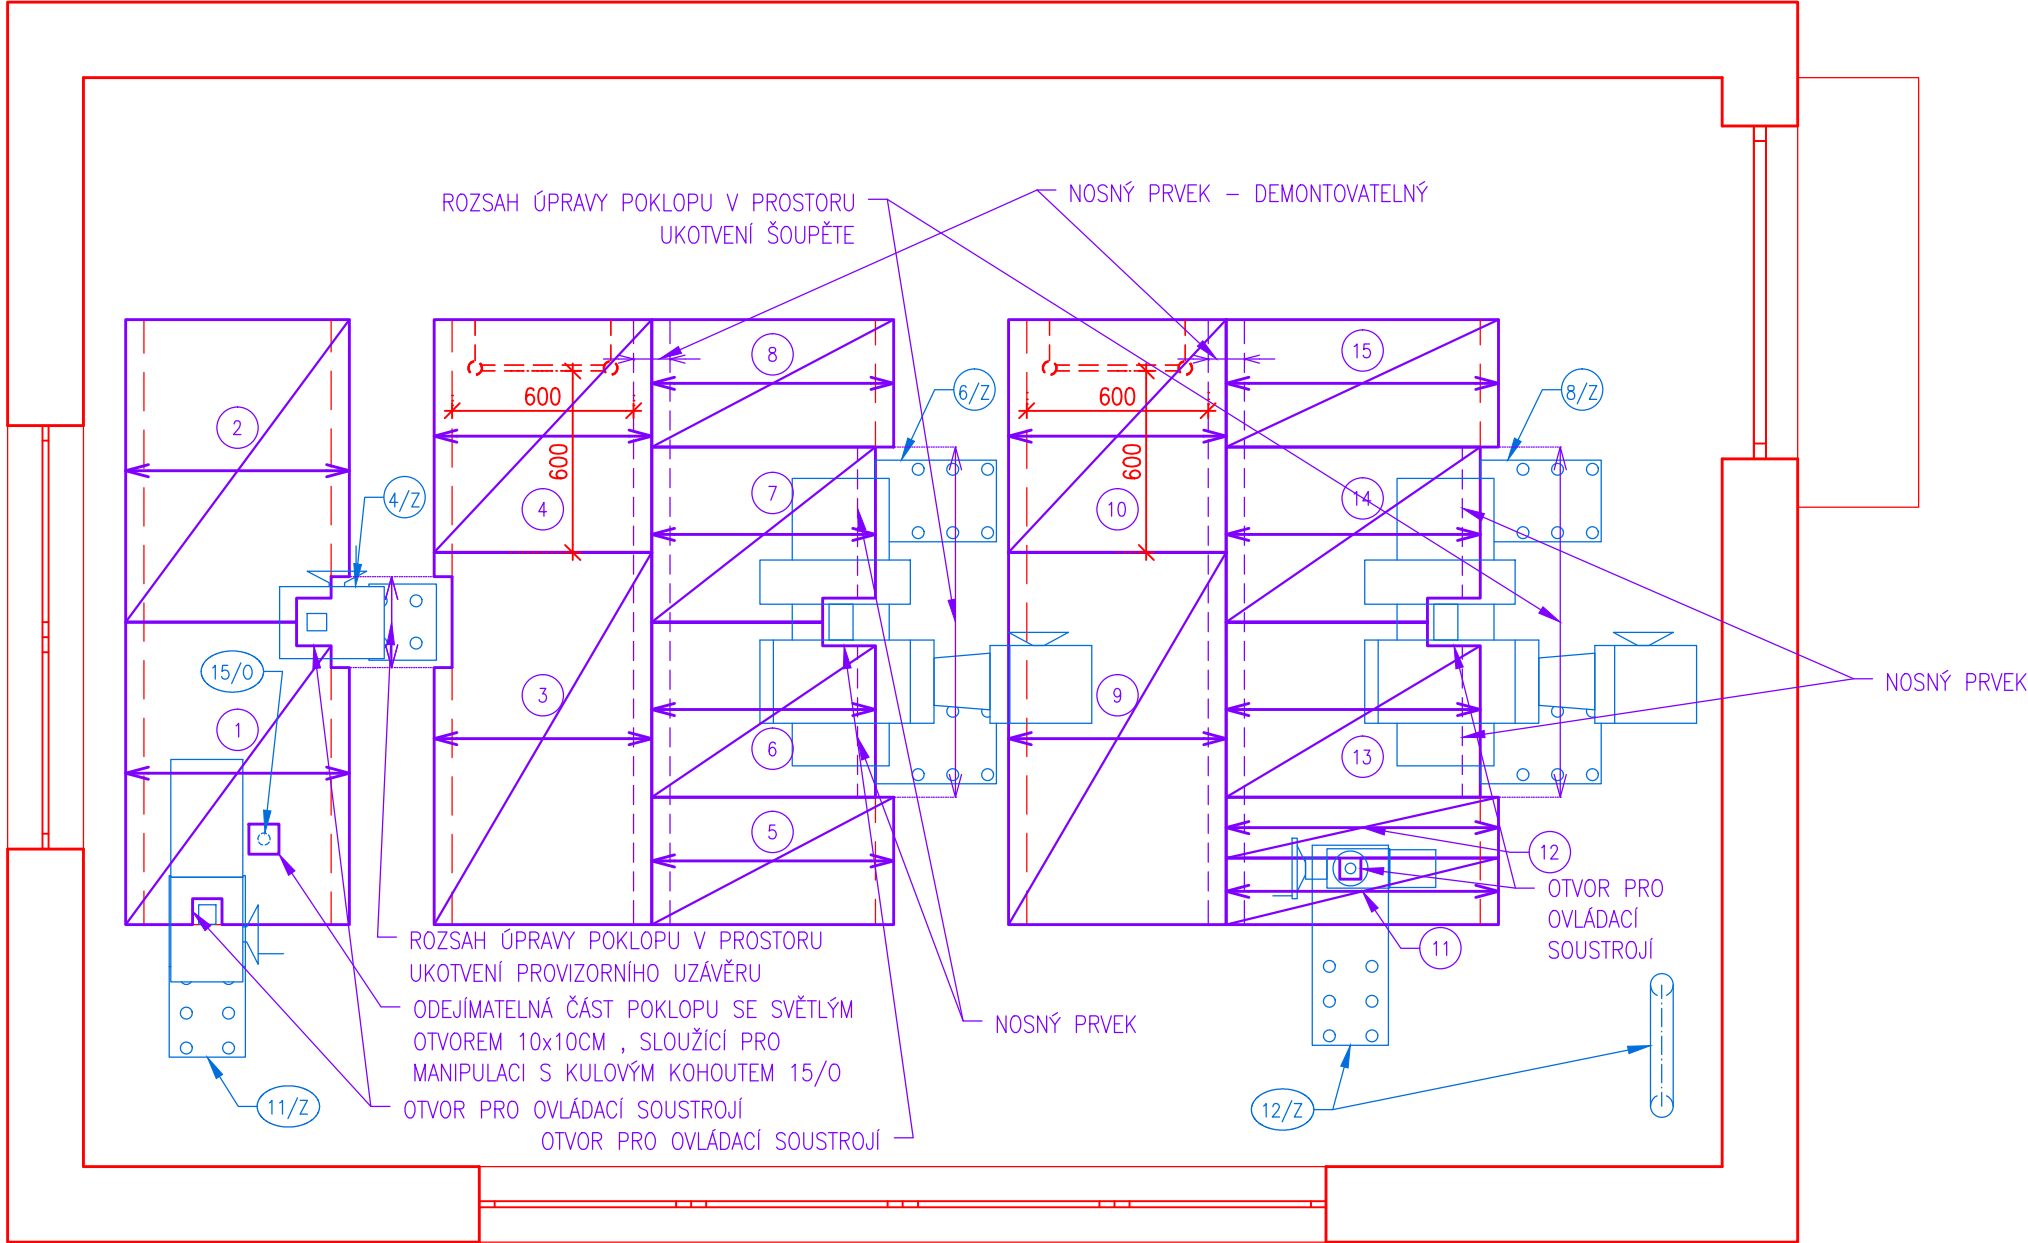 ROZSAH ÚPRAVY POKLOPU V PROSTORU
UKOTVENÍ ŠOUPĚTE
NOSNÝ PRVEK – DEMONTOVATELNÝ
8
15
600
600
6/Z
8/Z
2
7
14
4/Z
4
600
10
600
15/O
3
9
NOSNÝ PRVEK
1
6
13
5
12
OTVOR PRO
OVLÁDACÍ
SOUSTROJÍ
11
ROZSAH ÚPRAVY POKLOPU V PROSTORU
UKOTVENÍ PROVIZORNÍHO UZÁVĚRU
ODEJÍMATELNÁ ČÁST POKLOPU SE SVĚTLÝM
OTVOREM 10x10CM , SLOUŽÍCÍ PRO
MANIPULACI S KULOVÝM KOHOUTEM 15/O
NOSNÝ PRVEK
11/Z
OTVOR PRO OVLÁDACÍ SOUSTROJÍ
12/Z
OTVOR PRO OVLÁDACÍ SOUSTROJÍ